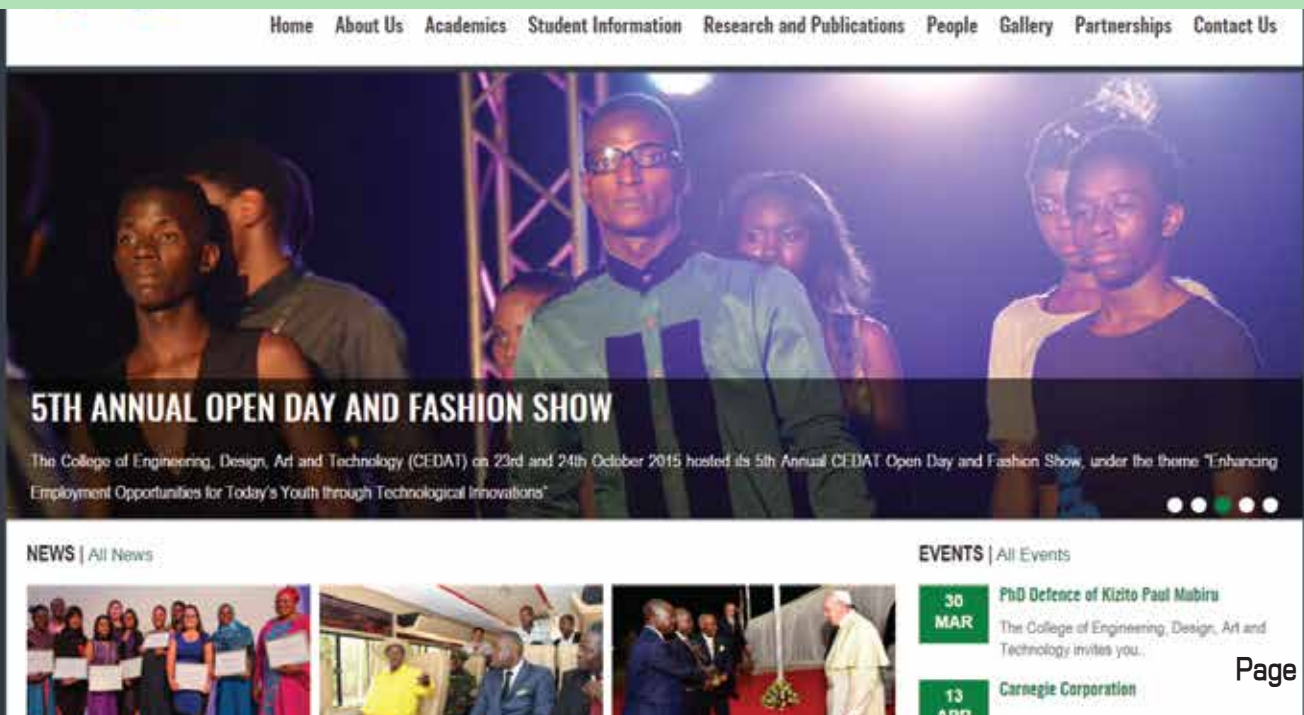 Home About Us Academics Student Information Research and Publications People Gallery Partnerships Contact Us
5TH ANNUAL OPEN DAY AND FASHION SHOW
The College of Engineering, Design, Art and Technology (CEDAT) on 23rd and 24th October 2015 hosted its 5th Annual CEDAT Open Day and Fashion Show, under the theme "Enhancing
Employment Opportunities for Today's Youth through Technological Innovations"
NEWS | All News
EVENTS | All Events
30
MAR
PhD Defence of Kizito Paul Mubiru
The College of Engineering, Design, Art and
Technology invites you..
13
APR
Carnegie Corporation
Page